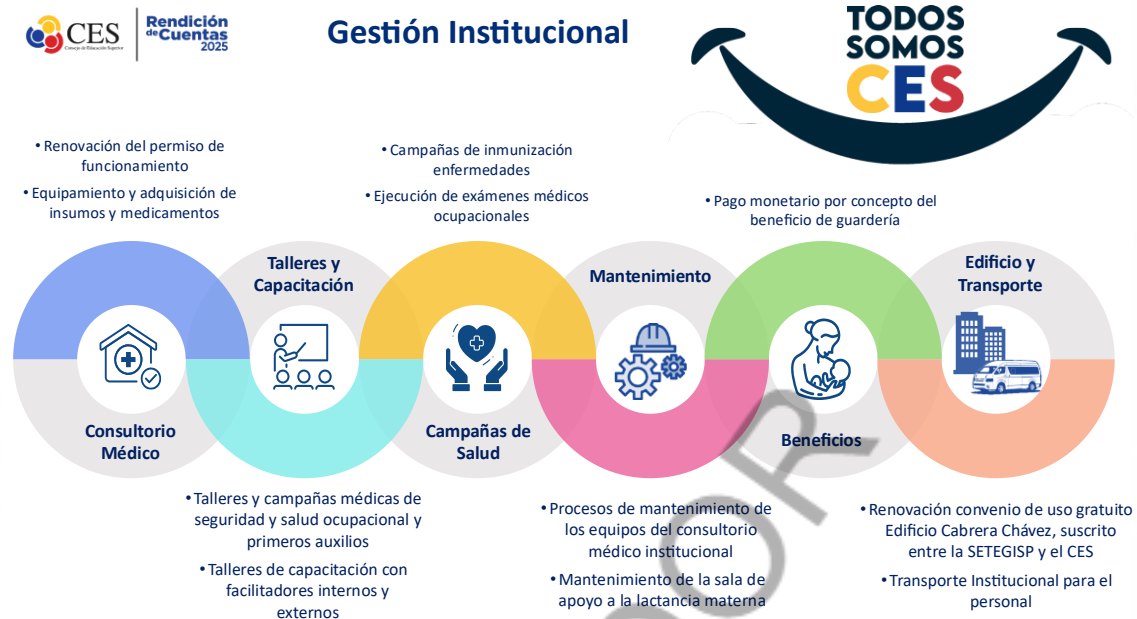 CES
Consejo de Educación Superior
Rendición
de Cuentas
2025
Gestión Institucional
TODOS
SOMOS
CES
• Renovación del permiso de
funcionamiento
• Equipamiento y adquisición de
insumos y medicamentos
• Campañas de inmunización
enfermedades
• Ejecución de exámenes médicos
ocupacionales
• Pago monetario por concepto del
beneficio de guardería
Consultorio
Médico
Talleres y
Capacitación
Campañas de
Salud
Mantenimiento
Beneficios
Edificio y
Transporte
• Talleres y campañas médicas de
seguridad y salud ocupacional y
primeros auxilios
• Talleres de capacitación con
facilitadores internos y
externos
• Procesos de mantenimiento de
los equipos del consultorio
médico institucional
• Mantenimiento de la sala de
apoyo a la lactancia materna
• Renovación convenio de uso gratuito
Edificio Cabrera Chávez, suscrito
entre la SETEGISP y el CES
• Transporte Institucional para el
personal